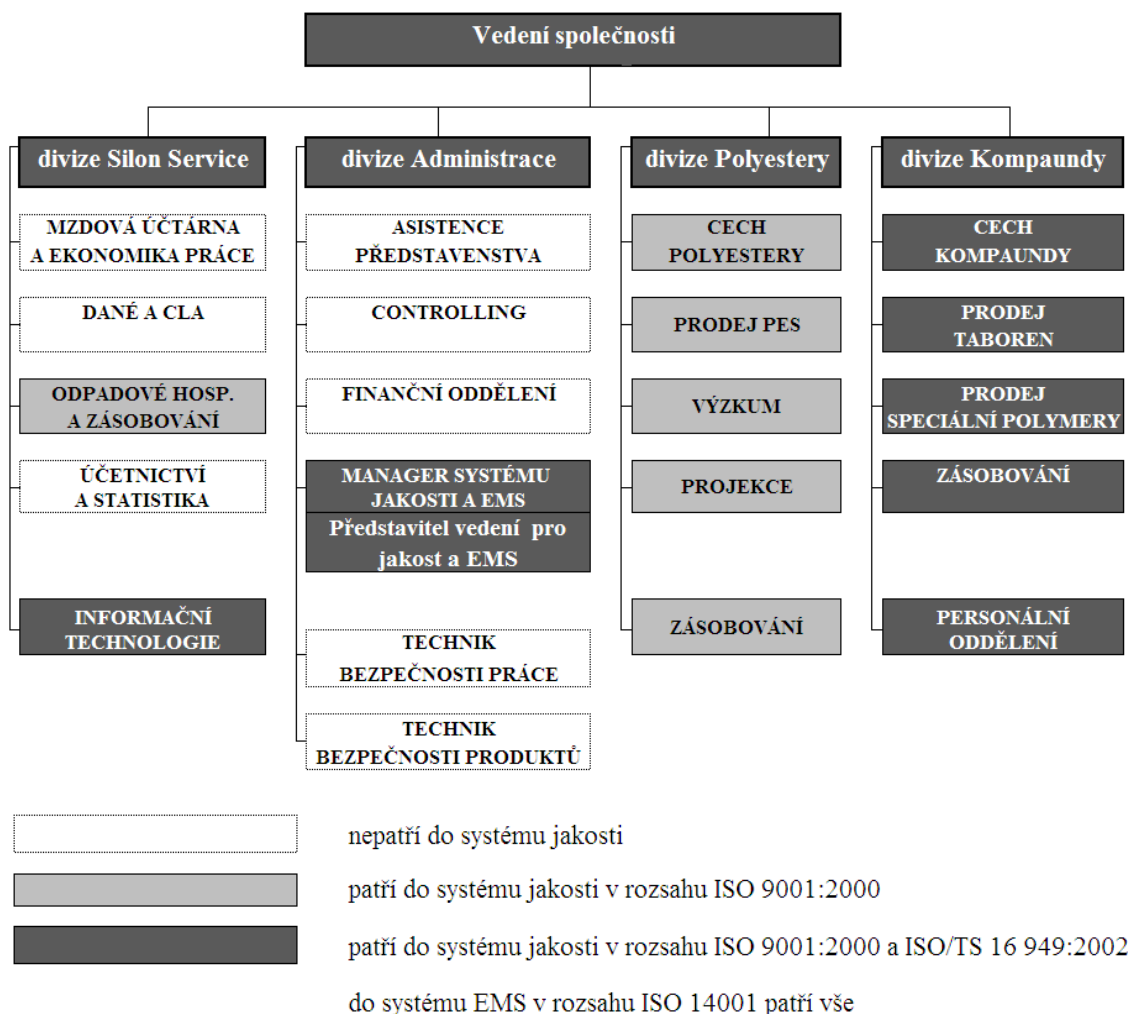 Vedení společnosti
divize Silon Service
MZDOVÁ ÚČTÁRNA
A EKONOMIKA PRÁCE
DANÉ A CLA
ODPADOVÉ HOSP.
A ZÁSOBOVÁNÍ
ÚČETNICTVÍ
A STATISTIKA
INFORMAČNÍ
TECHNOLOGIE
divize Administrace
ASISTENCE
PŘEDSTAVENSTVA
CONTROLLING
FINANČNÍ ODDĚLENÍ
MANAGER SYSTÉMU
JAKOSTI A EMS
Představitel vedení pro
jakost a EMS
TECHNIK
BEZPEČNOSTI PRÁCE
TECHNIK
BEZPEČNOSTI PRODUKTŮ
divize Polyestery
CECH
POLYESTERY
PRODEJ PES
VÝZKUM
PROJEKCE
ZÁSOBOVÁNÍ
divize Kompaundy
CECH
KOMPAUNDY
PRODEJ
TABOREN
PRODEJ
SPECIÁLNÍ POLYMERY
ZÁSOBOVÁNÍ
PERSONÁLNÍ
ODDĚLENÍ
nepatří do systému jakosti
patří do systému jakosti v rozsahu ISO 9001:2000
patří do systému jakosti v rozsahu ISO 9001:2000 a ISO/TS 16 949:2002
do systému EMS v rozsahu ISO 14001 patří vše